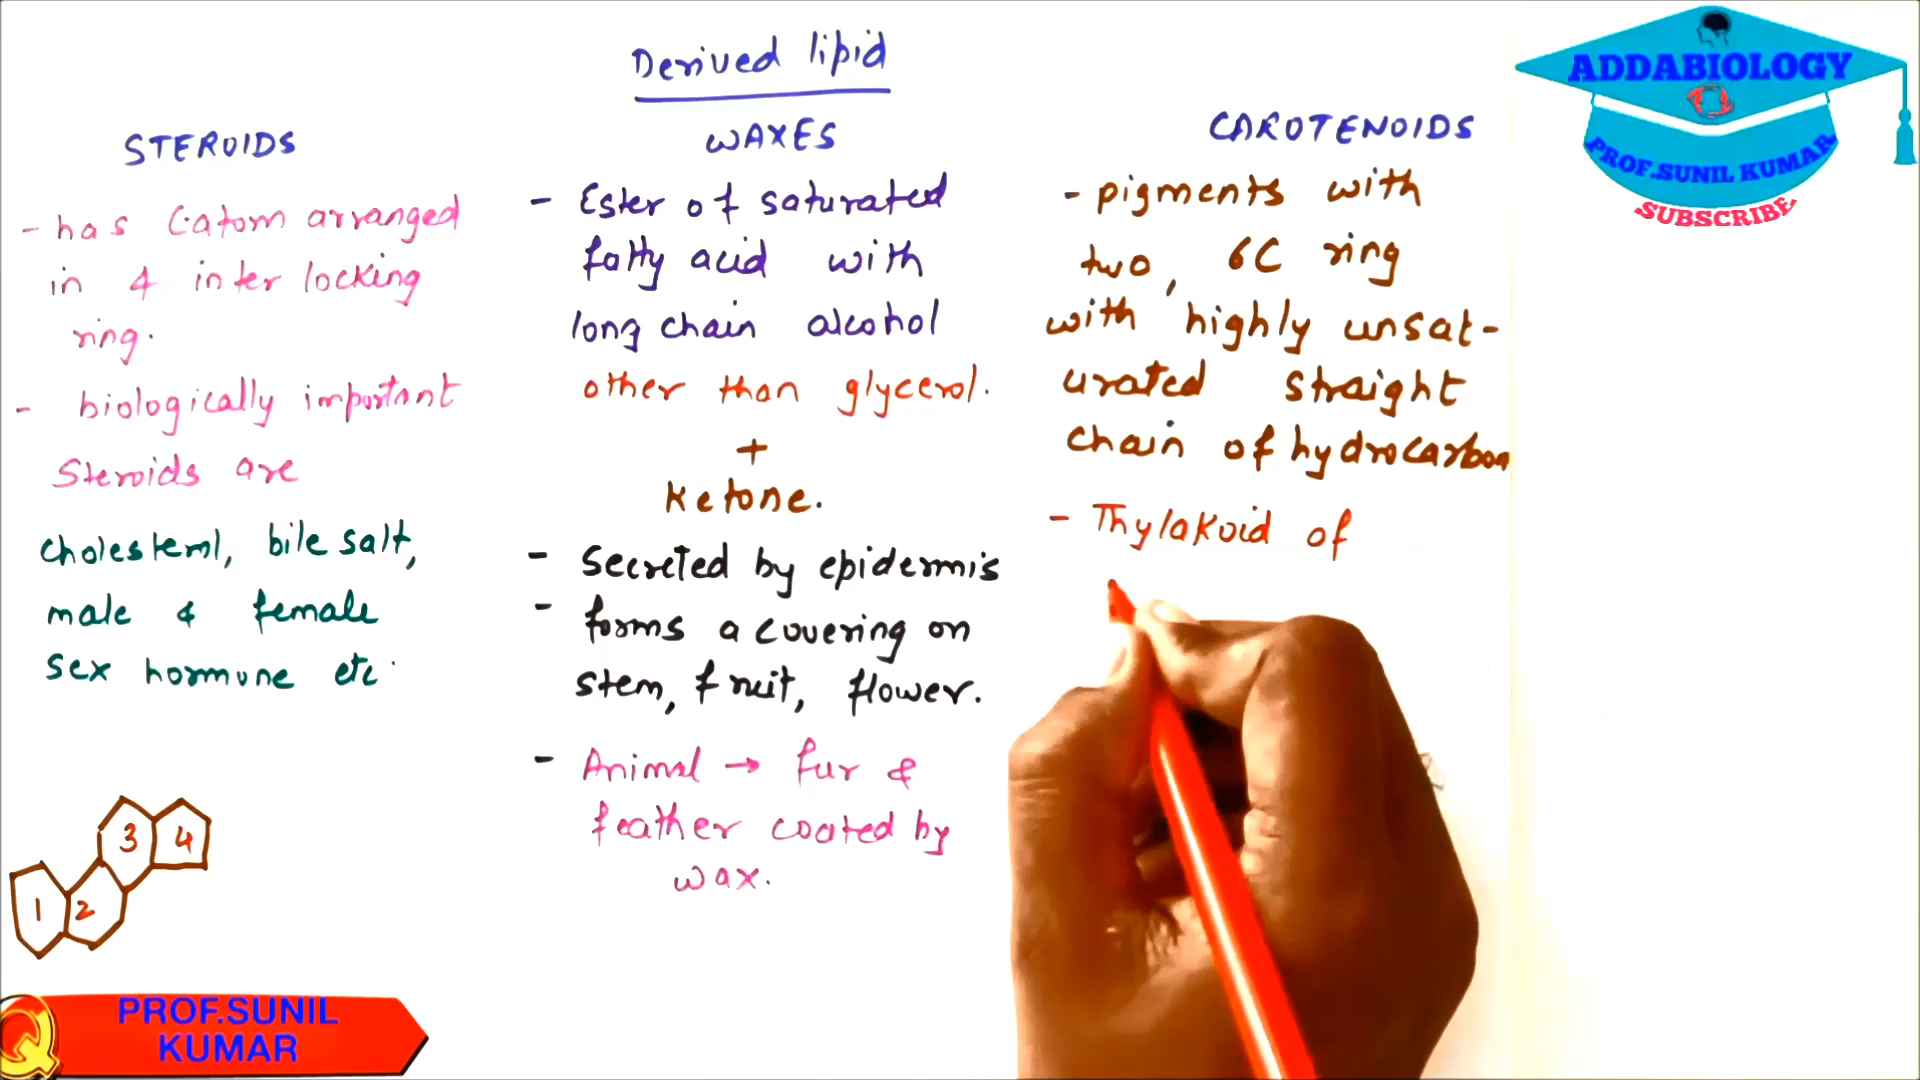 Derived lipid
STEROIDS
- has C-atom arranged
in 4 inter locking
ring.
- biologically important
Steroids are
cholesterol, bile salt,
male & female
sex hormone etc.
1 2 3 4
WAXES
- Ester of saturated
fatty acid with
long chain alcohol
other than glycerol.
+
Ketone.
- Secreted by epidermis
- forms a covering on
stem, fruit, flower.
- Animal → fur &
feather coated by
wax.
CAROTENOIDS
- pigments with
two, 6C ring
with highly unsat-
urated straight
chain of hydrocarbon
- Thylakoid of
ADDABIOLOGY
PROF.SUNIL KUMAR
SUBSCRIBE
PROF.SUNIL
KUMAR